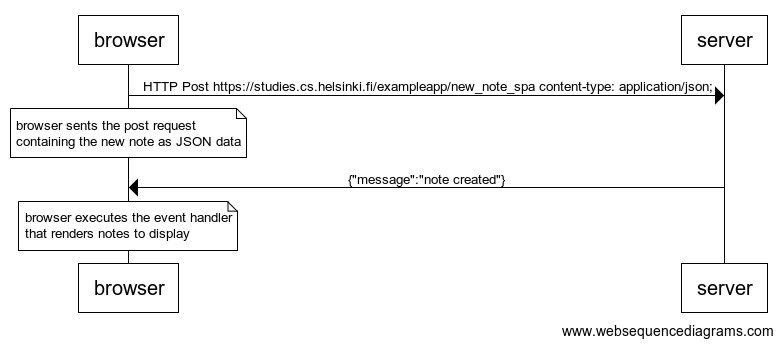 browser
server
HTTP Post https://studies.cs.helsinki.fi/exampleapp/new_note_spa content-type: application/json;
browser sents the post request
containing the new note as JSON data
{"message":"note created"}
browser executes the event handler
that renders notes to display
browser
server
www.websequencediagrams.com